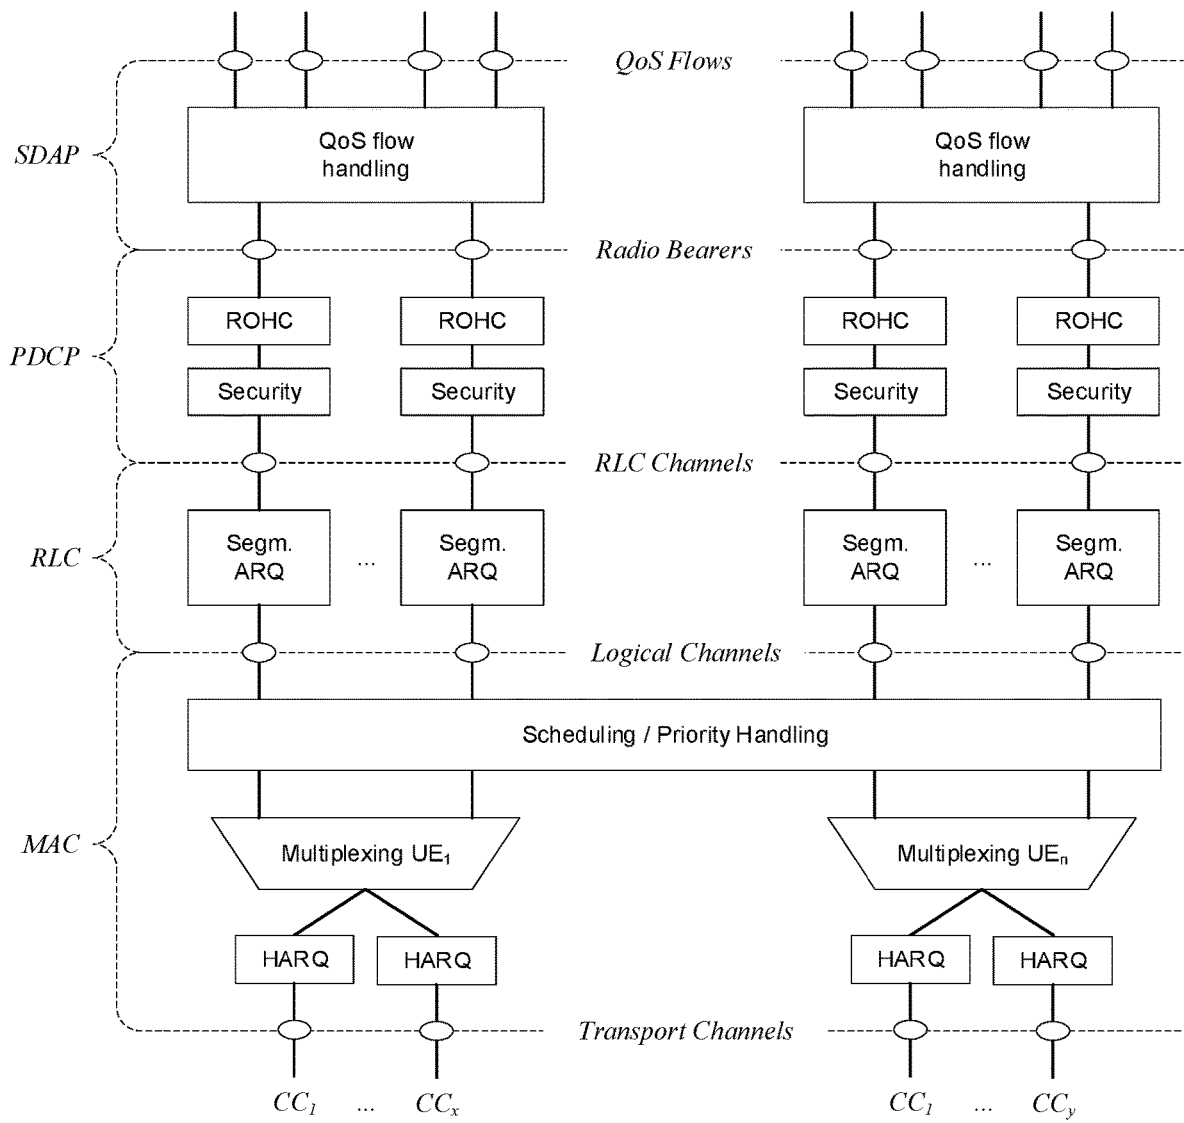 QoS Flows
SDAP
QoS flow
handling
QoS flow
handling
Radio Bearers
PDCP
ROHC
ROHC
ROHC
ROHC
Security
Security
Security
Security
RLC Channels
RLC
Segm.
ARQ
...
Segm.
ARQ
Segm.
ARQ
...
Segm.
ARQ
Logical Channels
Scheduling / Priority Handling
MAC
Multiplexing UE₁
Multiplexing UEₙ
HARQ
HARQ
HARQ
HARQ
Transport Channels
CC₁ ... CCₓ
CC₁ ... CCy